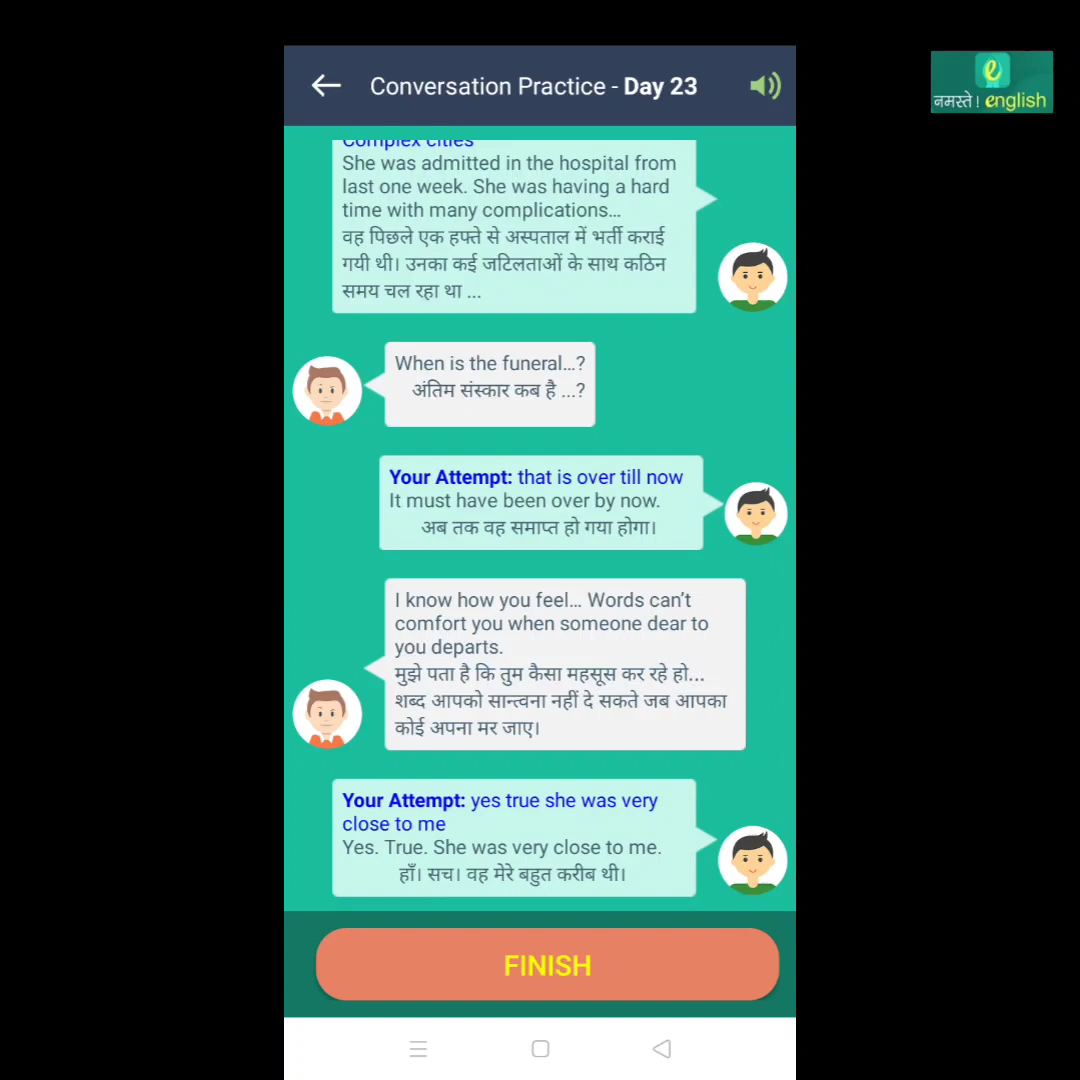 Conversation Practice - Day 23
नमस्ते! english
Complex cities
She was admitted in the hospital from
last one week. She was having a hard
time with many complications...
वह पिछले एक हफ्ते से अस्पताल में भर्ती कराई
गयी थी। उनका कई जटिलताओं के साथ कठिन
समय चल रहा था ...
When is the funeral...?
अंतिम संस्कार कब है ...?
Your Attempt: that is over till now
It must have been over by now.
अब तक वह समाप्त हो गया होगा।
I know how you feel... Words can't
comfort you when someone dear to
you departs.
मुझे पता है कि तुम कैसा महसूस कर रहे हो...
शब्द आपको सान्त्वना नहीं दे सकते जब आपका
कोई अपना मर जाए।
Your Attempt: yes true she was very
close to me
Yes. True. She was very close to me.
हाँ। सच। वह मेरे बहुत करीब थी।
FINISH